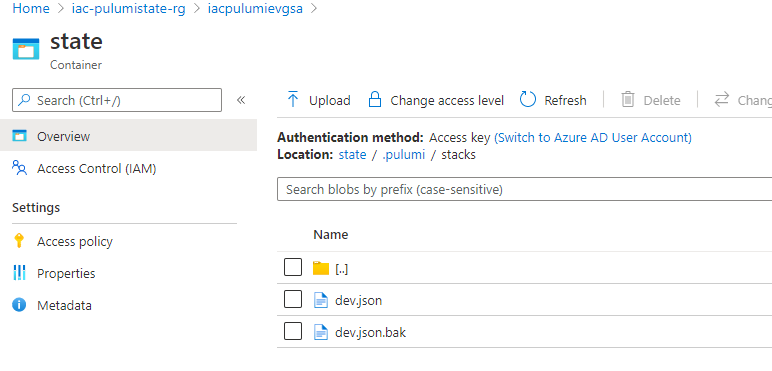 Home > iac-pulumistate-rg > iacpulumievgsa >
state
Container
Search (Ctrl+/)
«
Overview
Access Control (IAM)
Settings
Access policy
Properties
Metadata
Upload Change access level Refresh Delete Chang
Authentication method: Access key (Switch to Azure AD User Account)
Location: state / .pulumi / stacks
Search blobs by prefix (case-sensitive)
Name
[..]
dev.json
dev.json.bak